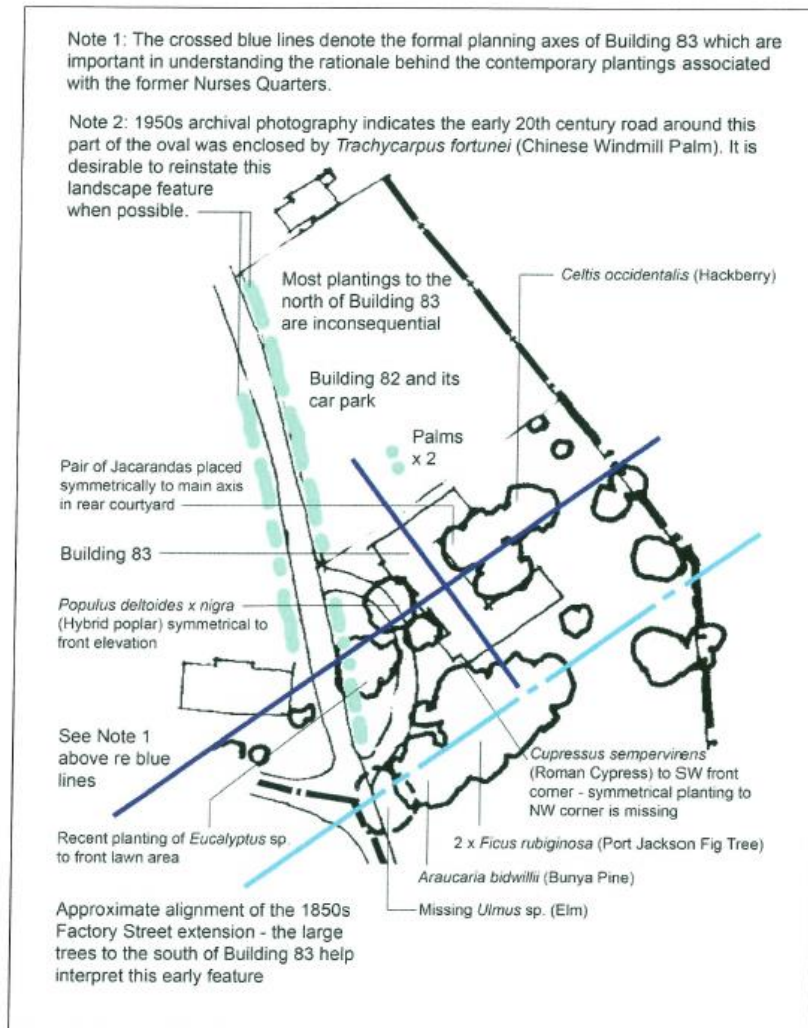 Note 1: The crossed blue lines denote the formal planning axes of Building 83 which are
important in understanding the rationale behind the contemporary plantings associated
with the former Nurses Quarters.
Note 2: 1950s archival photography indicates the early 20th century road around this
part of the oval was enclosed by Trachycarpus fortunei (Chinese Windmill Palm). It is
desirable to reinstate this
landscape feature
when possible.
Most plantings to the
north of Building 83
are inconsequential
Celtis occidentalis (Hackberry)
Building 82 and its
car park
Palms
x 2
Pair of Jacarandas placed
symmetrically to main axis
in rear courtyard
Building 83
Populus deltoides x nigra
(Hybrid poplar) symmetrical to
front elevation
See Note 1
above re blue
lines
Cupressus sempervirens
(Roman Cypress) to SW front
corner - symmetrical planting to
NW corner is missing
Recent planting of Eucalyptus sp.
to front lawn area
2 x Ficus rubiginosa (Port Jackson Fig Tree)
Araucaria bidwillii (Bunya Pine)
Missing Ulmus sp. (Elm)
Approximate alignment of the 1850s
Factory Street extension - the large
trees to the south of Building 83 help
interpret this early feature